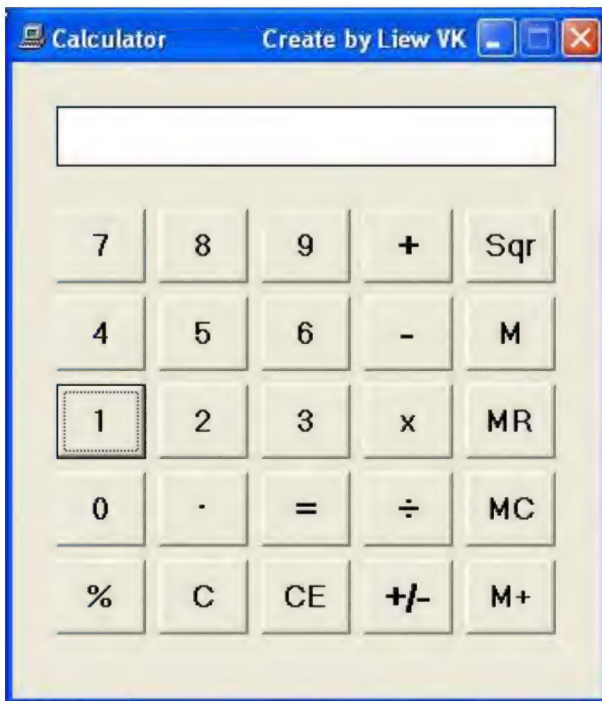 Calculator Create by Liew VK
7 8 9 + Sqr
4 5 6 - M
1 2 3 x MR
0 . = ÷ MC
% C CE +/- M+